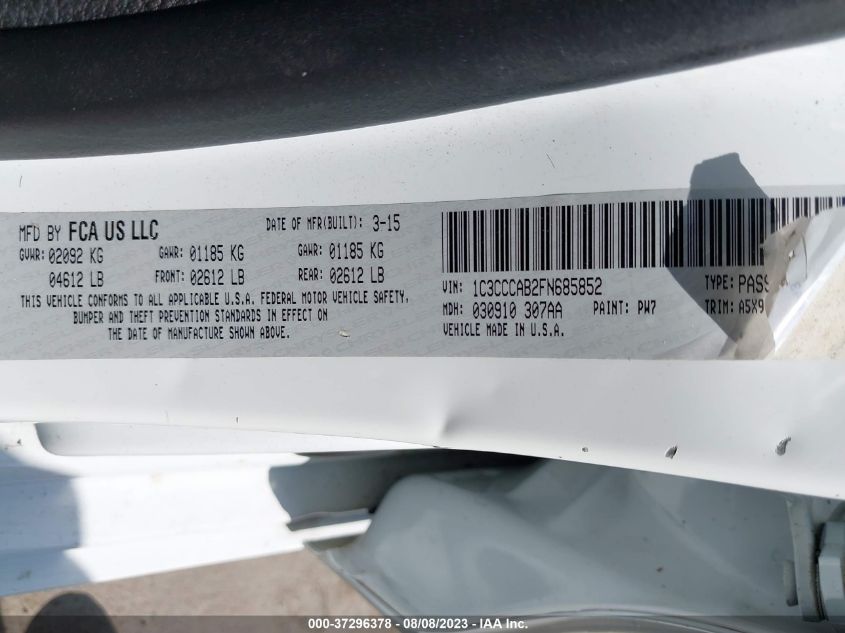 MFD BY FCA US LLC DATE OF MFR(BUILT): 3-15
GVWR: 02092 KG GAWR: 01185 KG GAWR: 01185 KG
04612 LB FRONT: 02612 LB REAR: 02612 LB
THIS VEHICLE CONFORMS TO ALL APPLICABLE U.S.A. FEDERAL MOTOR VEHICLE SAFETY,
BUMPER AND THEFT PREVENTION STANDARDS IN EFFECT ON
THE DATE OF MANUFACTURE SHOWN ABOVE.
VIN: 1C3CCCAB2FN685852 TYPE: PASS
MDH: 030910 307AA PAINT: PW7 TRIM: A5X9
VEHICLE MADE IN U.S.A.
000-37296378 - 08/08/2023 - IAA Inc.